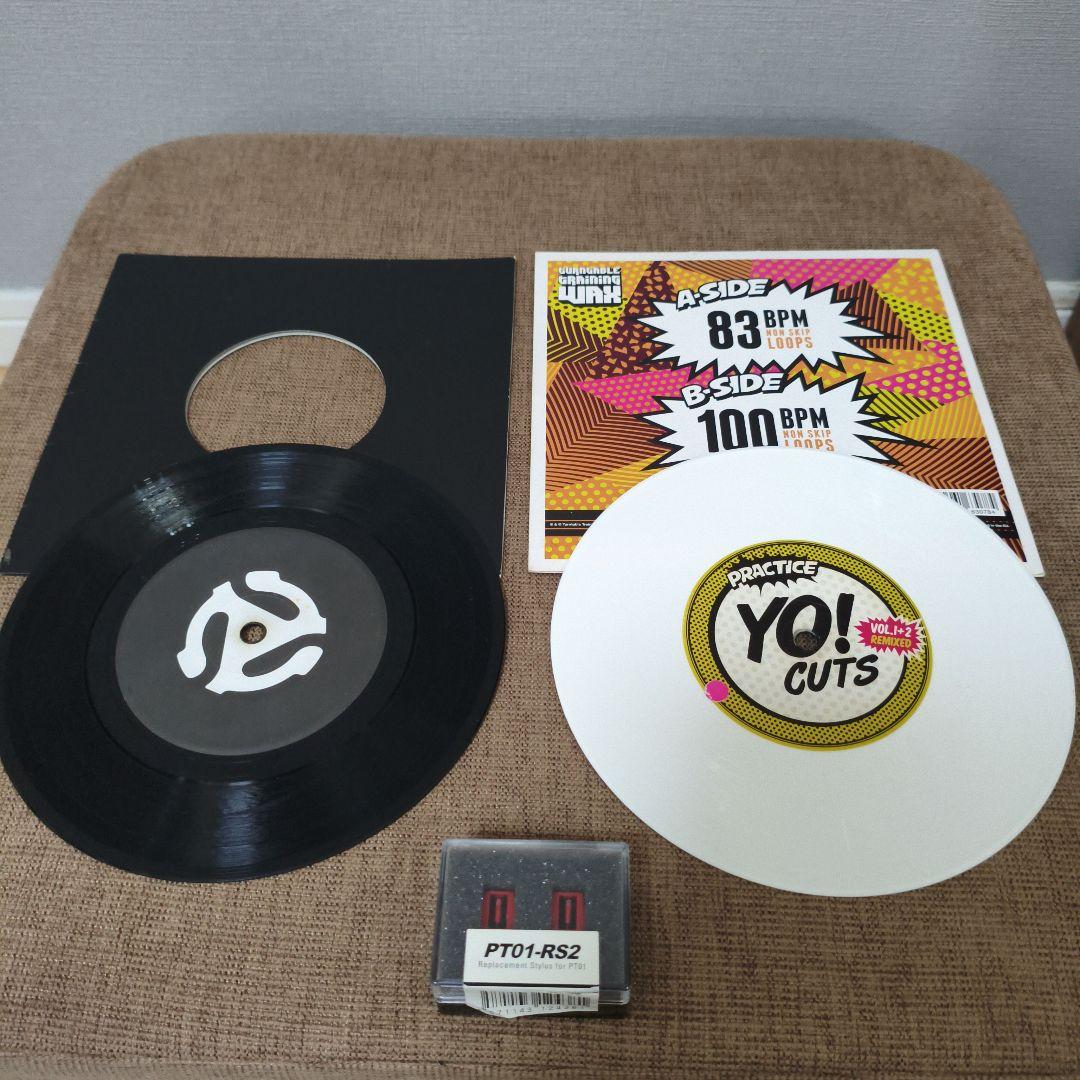 TURNTABLE
TRAINING
WAX
A-SIDE
83 BPM
NON SKIP
LOOPS
B-SIDE
100 BPM
NON SKIP
LOOPS
PRACTICE
YO!
CUTS
VOL.1+2
REMIXED
PT01-RS2
Replacement Stylus for PT01